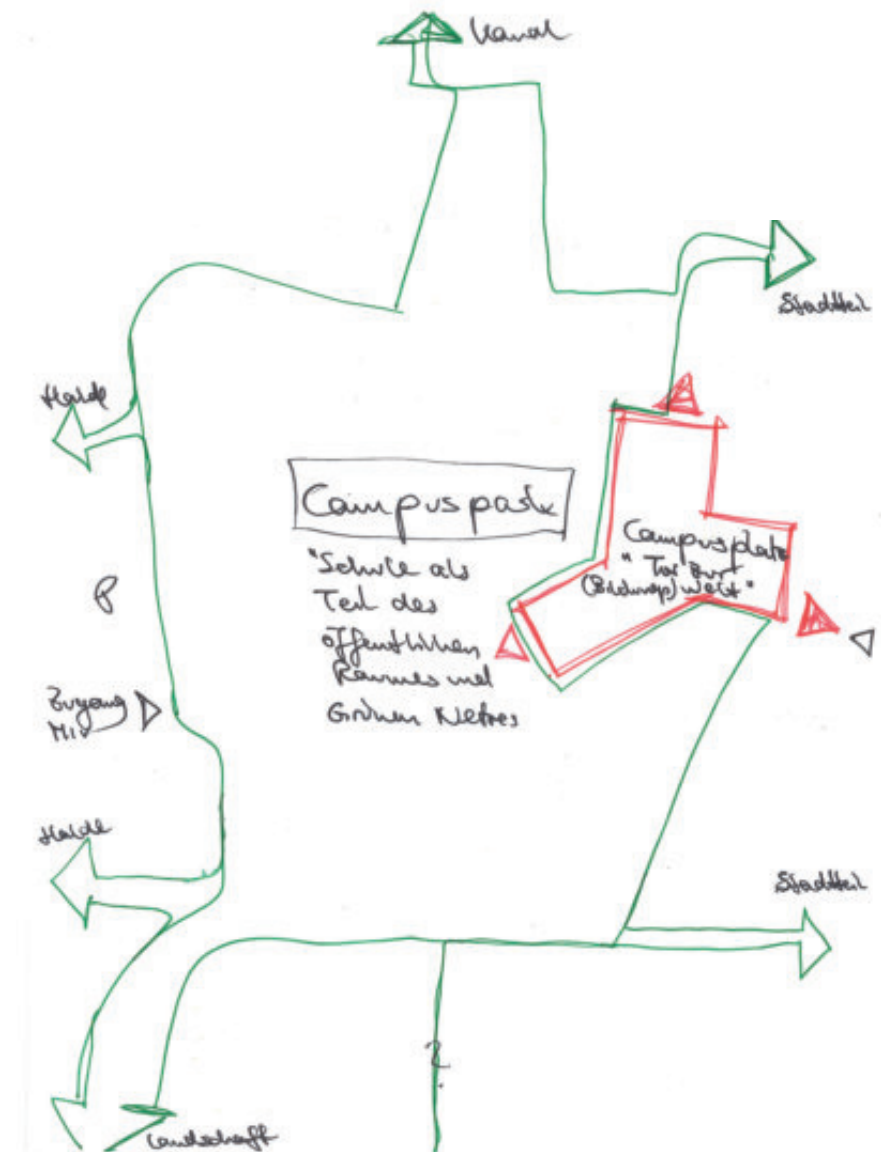 Kanal
Stadtteil
Halde
Campuspark
"Schule als
Teil des
öffentlichen
Raumes und
Grünen Netzes
Campusplatz
"Tor zur
(Bildungs) Welt"
P
Zugang
MIV
Halde
Stadtteil
?
Landschaft